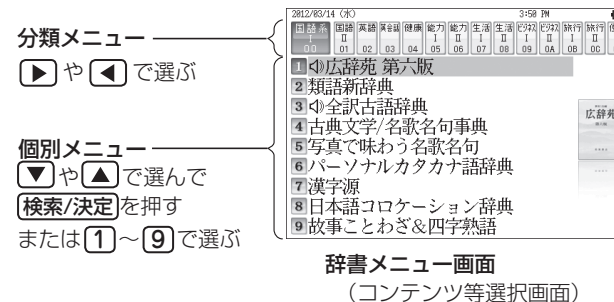 2012/03/14 (水) 3:50 PM
国語系 I 00
国語 II 01
英語 02
英会話 03
健康 04
能力 I 05
能力 II 06
生活 I 07
生活 II 08
ビジネス I 09
ビジネス II 0A
旅行 I 0B
旅行 II 0C
分類メニュー
▶ や ◀ で選ぶ
個別メニュー
▼や▲で選んで
検索/決定を押す
または1〜9で選ぶ
1 広辞苑 第六版
2 類語新辞典
3 全訳古語辞典
4 古典文学/名歌名句事典
5 写真で味わう名歌名句
6 パーソナルカタカナ語辞典
7 漢字源
8 日本語コロケーション辞典
9 故事ことわざ&四字熟語
広辞苑
辞書メニュー画面
（コンテンツ等選択画面）